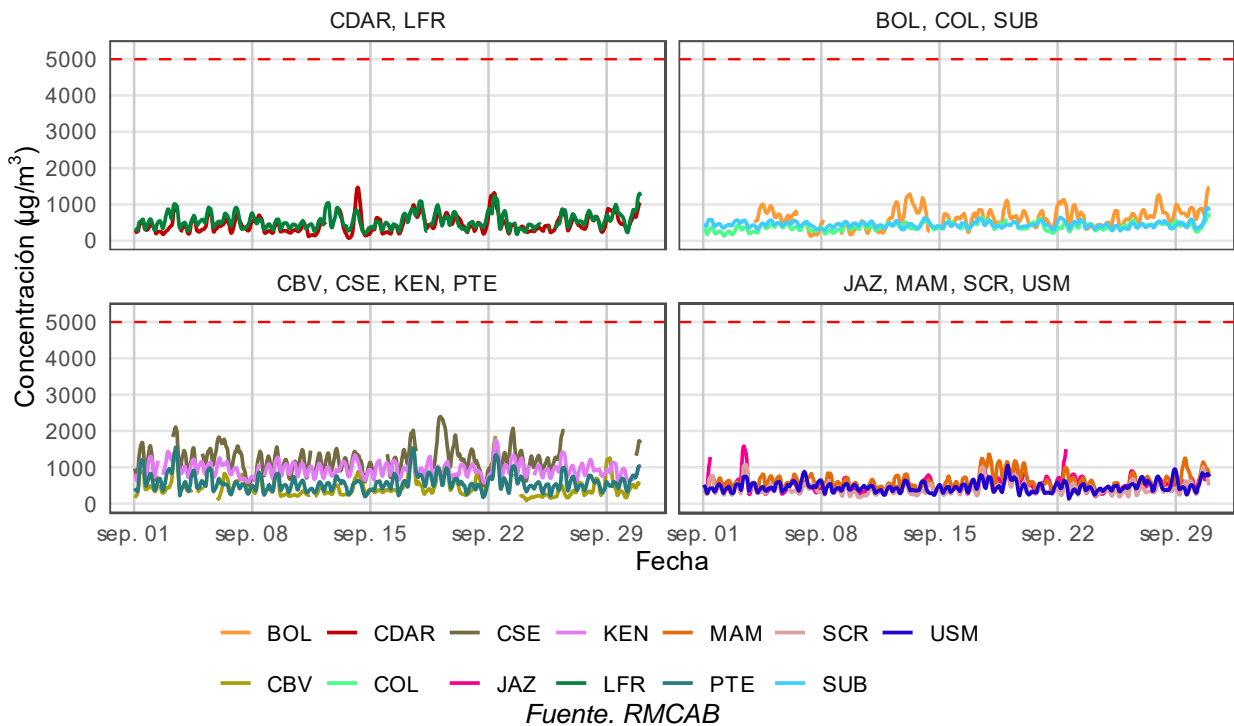 CDAR, LFR
BOL, COL, SUB
5000
4000
3000
2000
1000
0
CBV, CSE, KEN, PTE
JAZ, MAM, SCR, USM
5000
4000
3000
2000
1000
0
Concentración (µg/m³)
sep. 01
sep. 08
sep. 15
sep. 22
sep. 29
sep. 01
sep. 08
sep. 15
sep. 22
sep. 29
Fecha
BOL CDAR CSE KEN MAM SCR USM
CBV COL JAZ LFR PTE SUB
Fuente. RMCAB